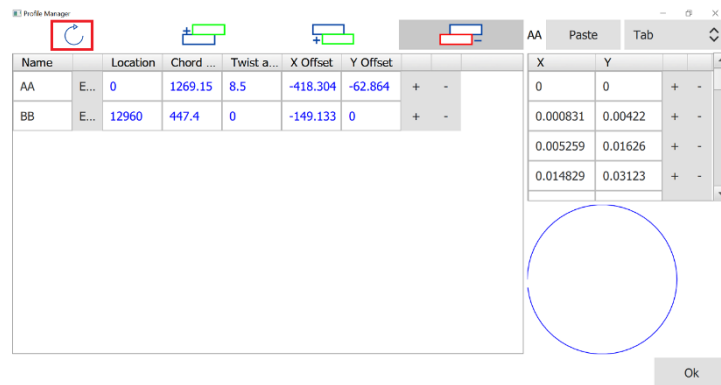 Profile Manager
AA Paste Tab
Name Location Chord ... Twist a... X Offset Y Offset
AA E... 0 1269.15 8.5 -418.304 -62.864 + -
BB E... 12960 447.4 0 -149.133 0 + -
X Y
0 0 + -
0.000831 0.00422 + -
0.005259 0.01626 + -
0.014829 0.03123 + -
Ok